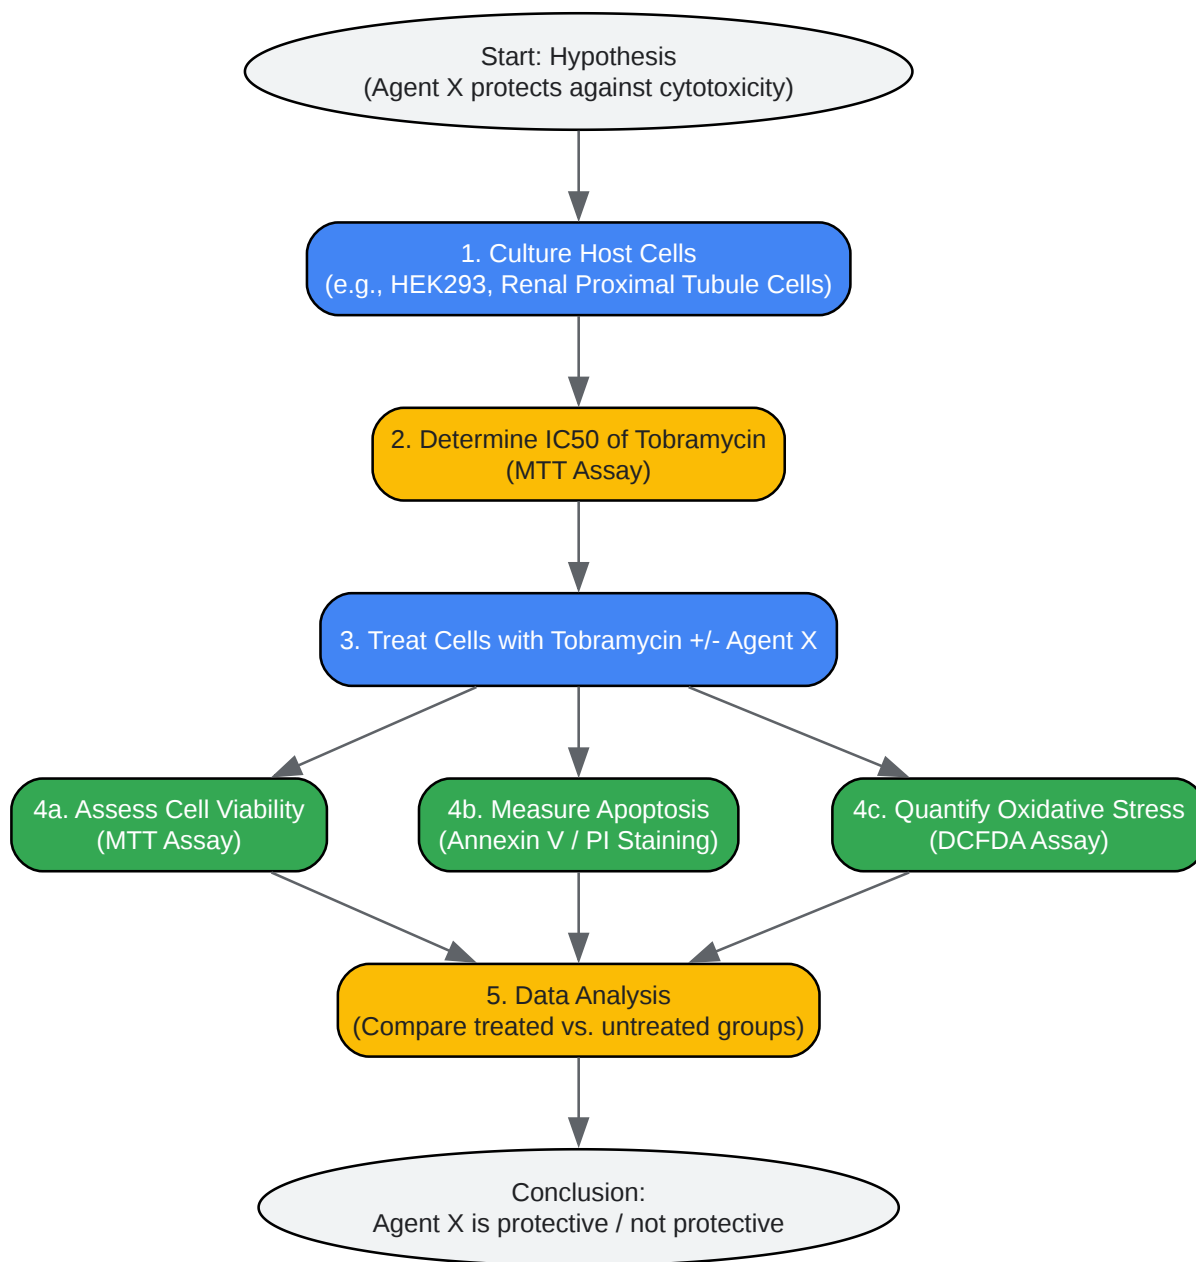 Start: Hypothesis
(Agent X protects against cytotoxicity)
1. Culture Host Cells
(e.g., HEK293, Renal Proximal Tubule Cells)
2. Determine IC50 of Tobramycin
(MTT Assay)
3. Treat Cells with Tobramycin +/- Agent X
4a. Assess Cell Viability
(MTT Assay)
4b. Measure Apoptosis
(Annexin V / PI Staining)
4c. Quantify Oxidative Stress
(DCFDA Assay)
5. Data Analysis
(Compare treated vs. untreated groups)
Conclusion:
Agent X is protective / not protective